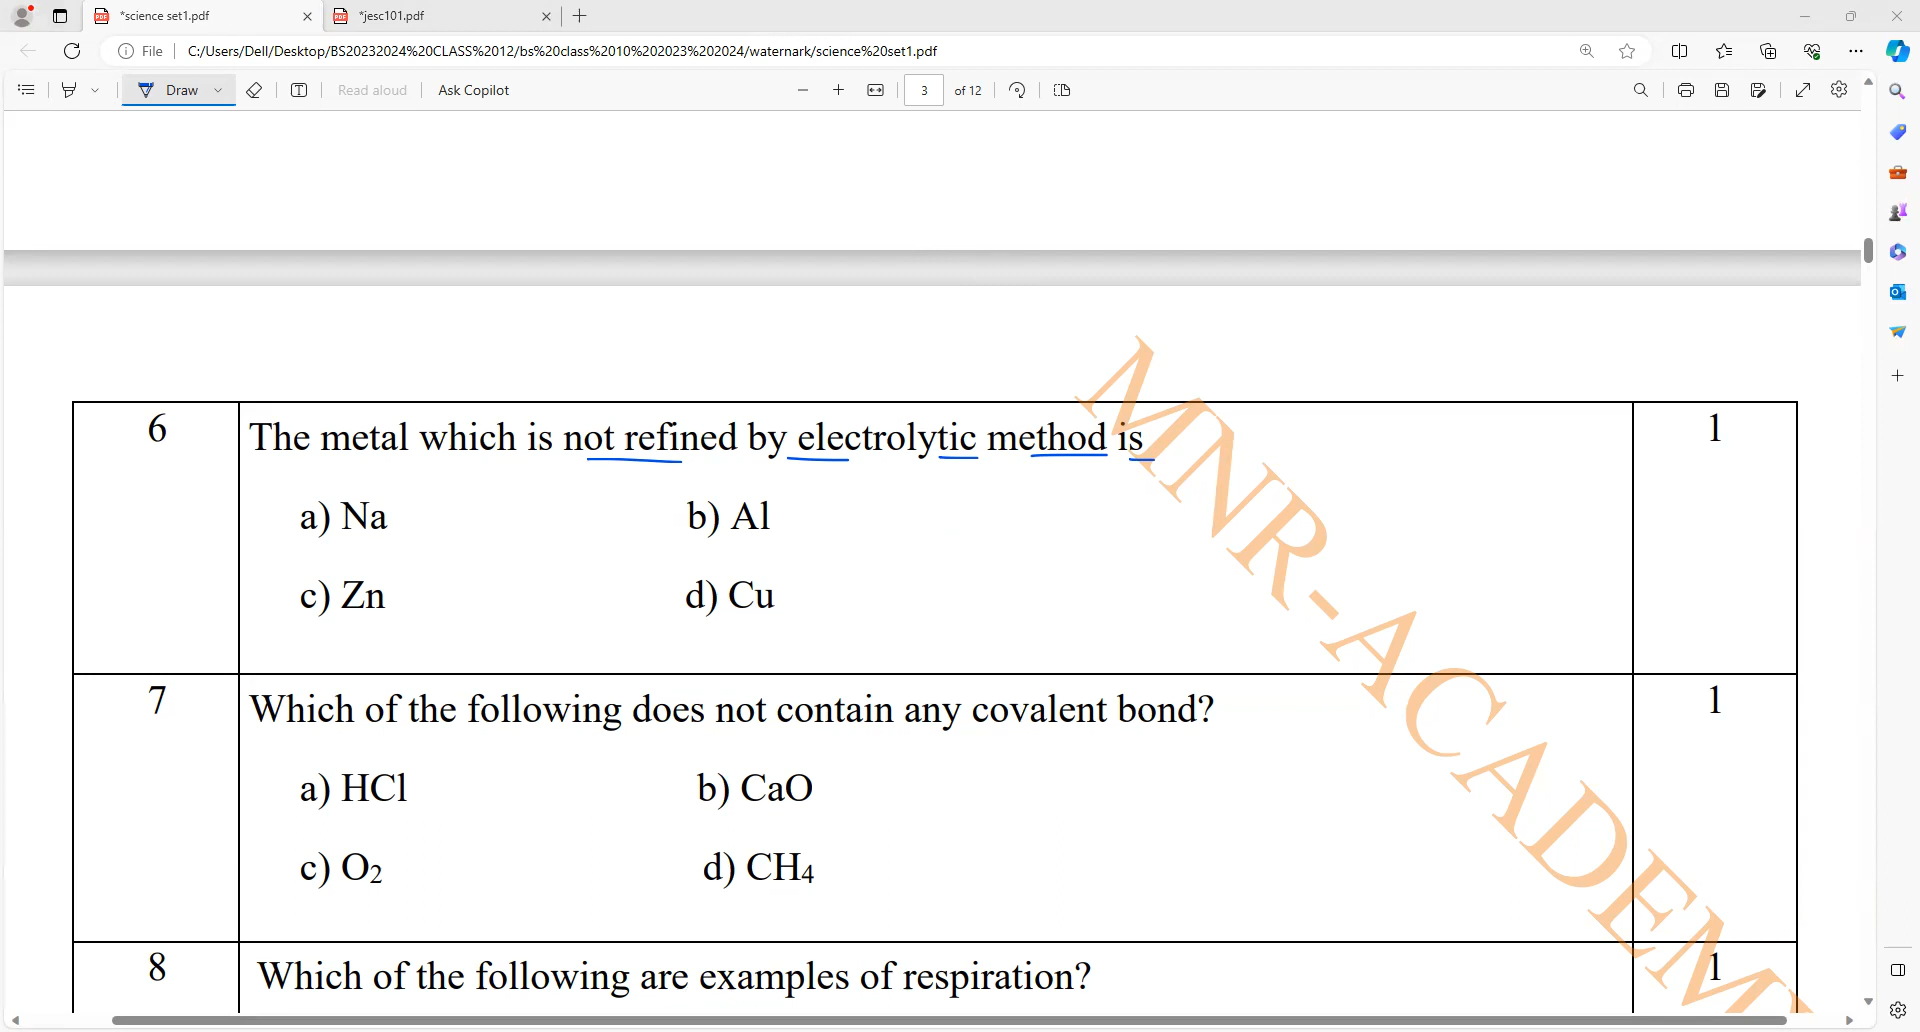 *science set1.pdf
*jesc101.pdf
File
C:/Users/Dell/Desktop/BS20232024%20CLASS%2012/bs%20class%2010%202023%202024/waternark/science%20set1.pdf
Draw
Read aloud
Ask Copilot
3 of 12
6 The metal which is not refined by electrolytic method is 1
a) Na b) Al
c) Zn d) Cu
7 Which of the following does not contain any covalent bond? 1
a) HCl b) CaO
c) O2 d) CH4
8 Which of the following are examples of respiration? 1
MNR-ACADEM